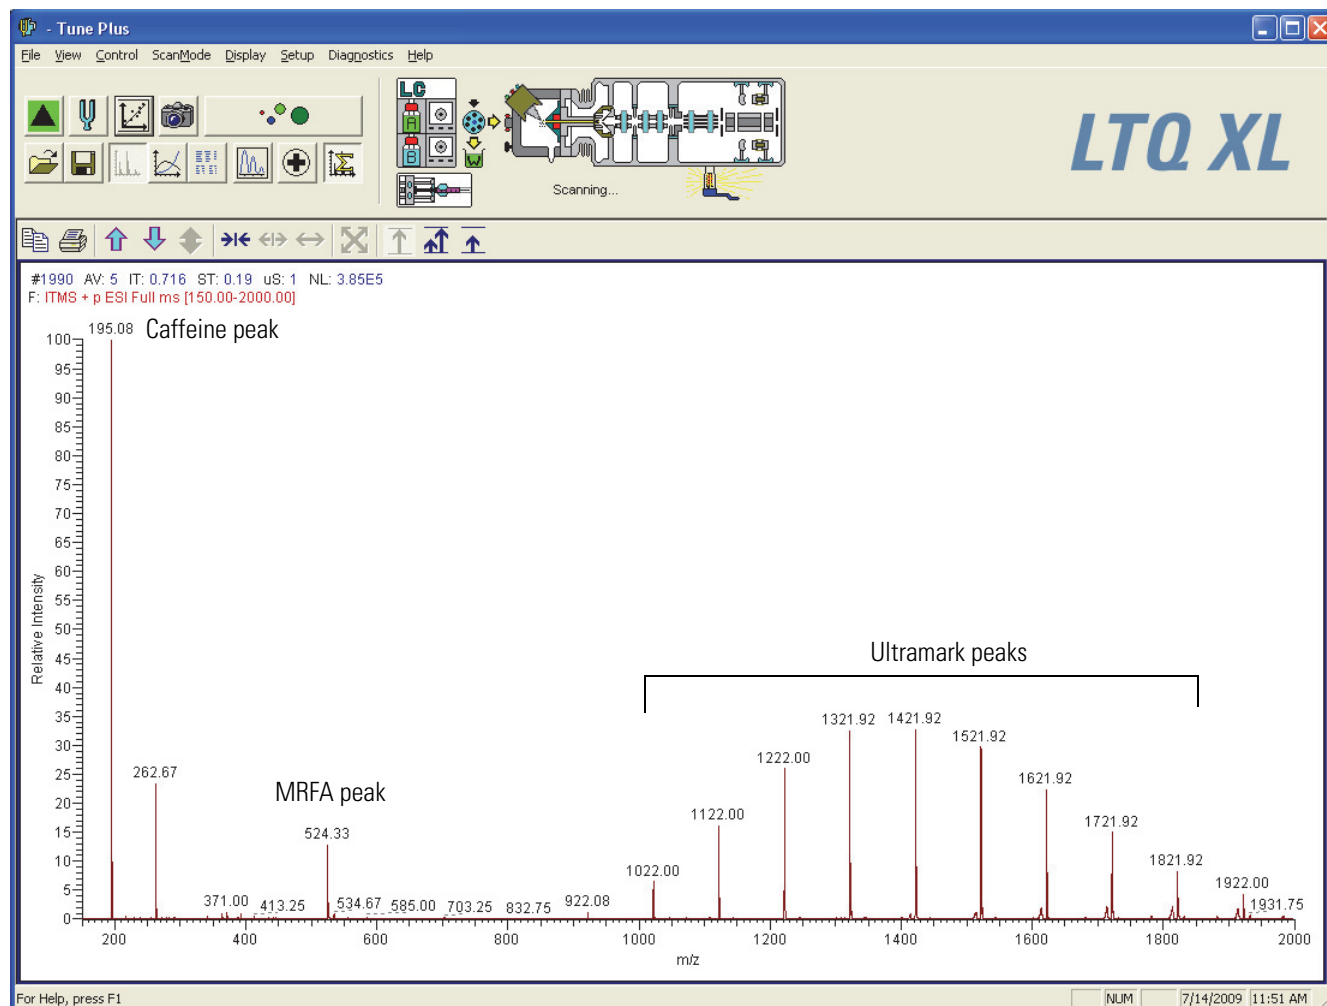 - Tune Plus
File View Control ScanMode Display Setup Diagnostics Help
LC
A
B
W
Scanning...
LTQ XL
#1990 AV: 5 IT: 0.716 ST: 0.19 uS: 1 NL: 3.85E5
F: ITMS + p ESI Full ms [150.00-2000.00]
195.08 Caffeine peak
100
95
90
85
80
75
70
65
60
55
50
45
40
35
30
25
20
15
10
5
0
Relative Intensity
Ultramark peaks
MRFA peak
262.67
371.00
413.25
524.33
534.67
585.00
703.25
832.75
922.08
1022.00
1122.00
1222.00
1321.92
1421.92
1521.92
1621.92
1721.92
1821.92
1922.00
1931.75
200 400 600 800 1000 1200 1400 1600 1800 2000
m/z
For Help, press F1
NUM 7/14/2009 11:51 AM